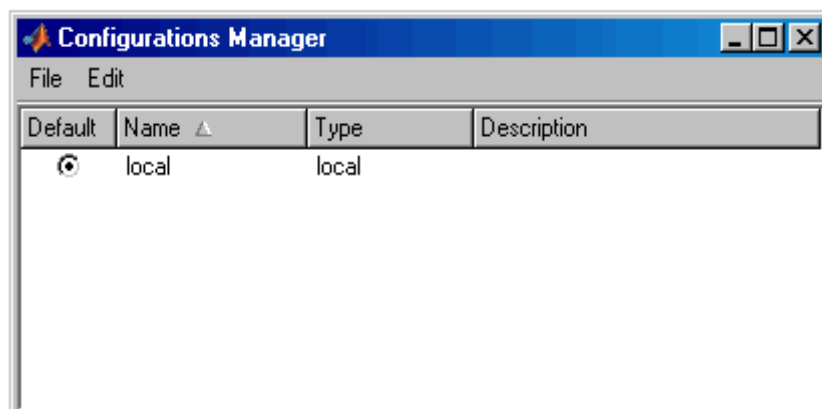 Configurations Manager
File Edit
Default Name Type Description
local local